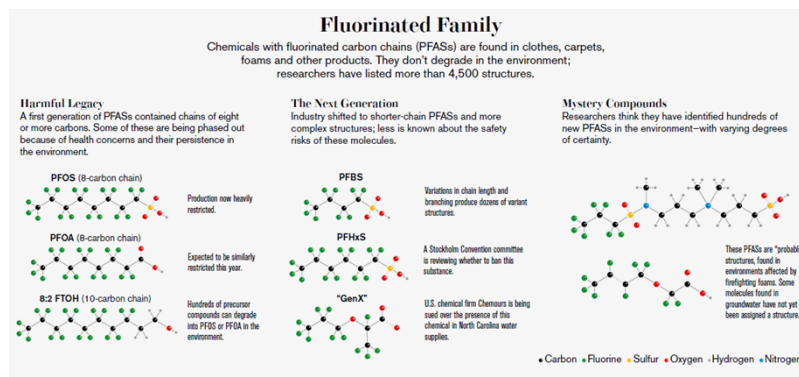 Fluorinated Family
Chemicals with fluorinated carbon chains (PFASs) are found in clothes, carpets,
foams and other products. They don't degrade in the environment;
researchers have listed more than 4,500 structures.
Harmful Legacy
A first generation of PFASs contained chains of eight
or more carbons. Some of these are being phased out
because of health concerns and their persistence in
the environment.
PFOS (8-carbon chain)
Production now heavily
restricted.
PFOA (8-carbon chain)
Expected to be similarly
restricted this year.
8:2 FTOH (10-carbon chain)
Hundreds of precursor
compounds can degrade
into PFOS or PFOA in the
environment.
The Next Generation
Industry shifted to shorter-chain PFASs and more
complex structures; less is known about the safety
risks of these molecules.
PFBS
Variations in chain length and
branching produce dozens of variant
structures.
PFHxS
A Stockholm Convention committee
is reviewing whether to ban this
substance.
"GenX"
U.S. chemical firm Chemours is being
sued over the presence of this
chemical in North Carolina water
supplies.
Mystery Compounds
Researchers think they have identified hundreds of
new PFASs in the environment—with varying degrees
of certainty.
These PFASs are "probabl
structures, found in
environments affected by
firefighting foams. Some
molecules found in
groundwater have not yet
been assigned a structure.
Carbon Fluorine Sulfur Oxygen Hydrogen Nitrogen